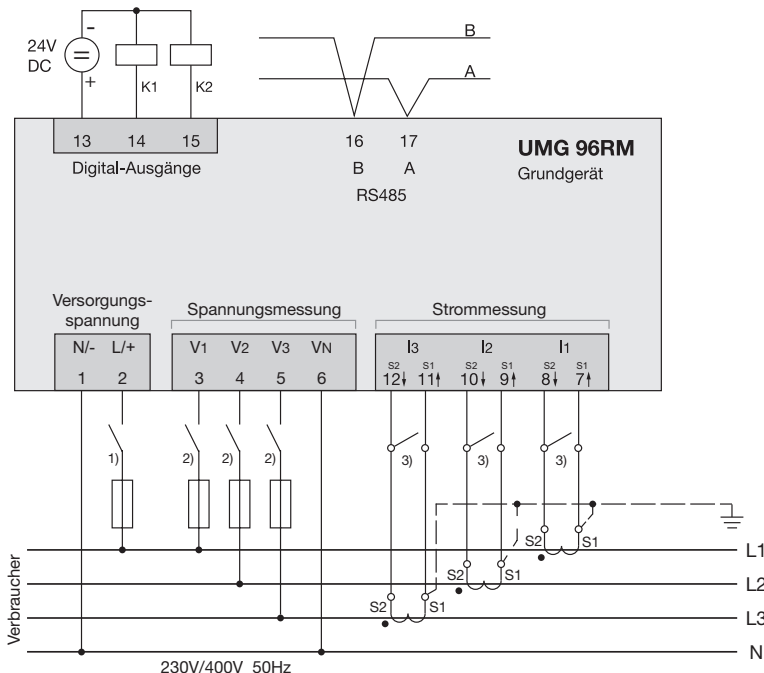 -
24V
DC
+
K1
K2
B
A
13 14 15
Digital-Ausgänge
16 17
B A
RS485
UMG 96RM
Grundgerät
Versorgungs-
spannung
Spannungsmessung
Strommessung
N/- L/+
1 2
V1 V2 V3 VN
3 4 5 6
I3 I2 I1
S2 S1 S2 S1 S2 S1
12 11 10 9 8 7
1) 2) 2) 2) 3) 3) 3)
S2 S1
S2 S1
S2 S1
L1
L2
L3
N
Verbraucher
230V/400V 50Hz